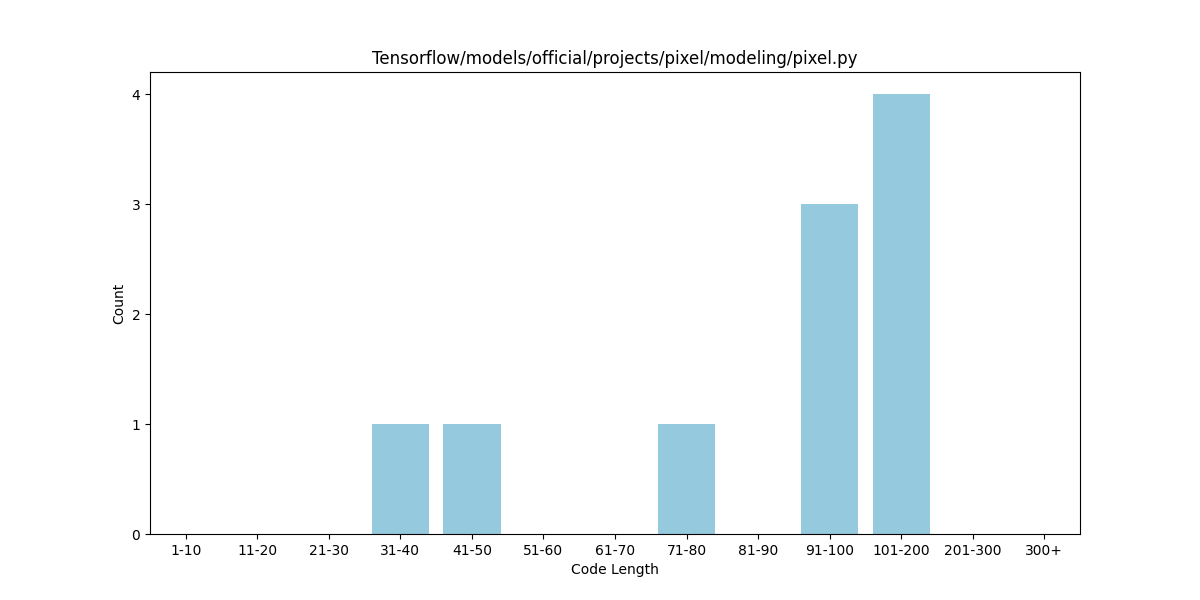 Tensorflow/models/official/projects/pixel/modeling/pixel.py
4
3
2
1
0
Count
1-10 11-20 21-30 31-40 41-50 51-60 61-70 71-80 81-90 91-100 101-200 201-300 300+
Code Length